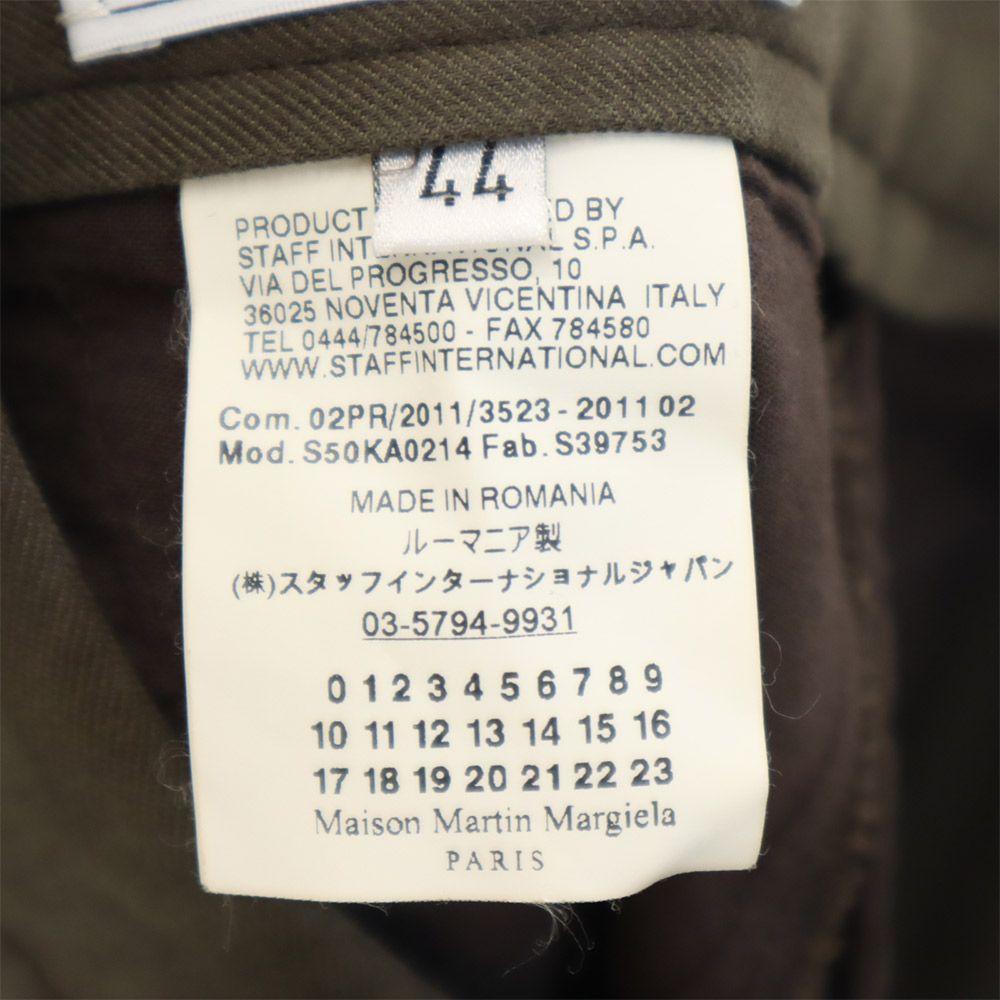 44
PRODUCT ED BY
STAFF INTERNATIONAL S.P.A.
VIA DEL PROGRESSO, 10
36025 NOVENTA VICENTINA ITALY
TEL 0444/784500 - FAX 784580
WWW.STAFFINTERNATIONAL.COM
Com. 02PR/2011/3523 - 2011 02
Mod. S50KA0214 Fab. S39753
MADE IN ROMANIA
ルーマニア製
(株)スタッフインターナショナルジャパン
03-5794-9931
0 1 2 3 4 5 6 7 8 9
10 11 12 13 14 15 16
17 18 19 20 21 22 23
Maison Martin Margiela
PARIS